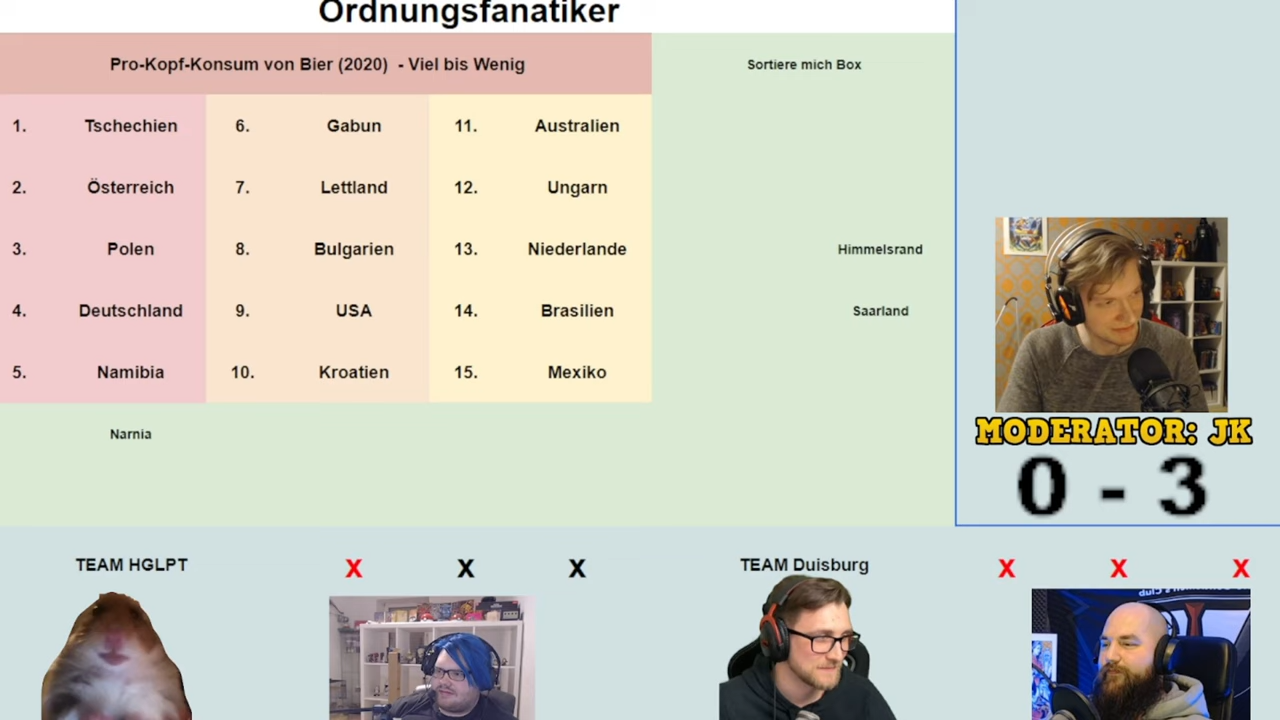 Ordnungsfanatiker
Pro-Kopf-Konsum von Bier (2020) - Viel bis Wenig
Sortiere mich Box
1. Tschechien 6. Gabun 11. Australien
2. Österreich 7. Lettland 12. Ungarn
3. Polen 8. Bulgarien 13. Niederlande
Himmelsrand
4. Deutschland 9. USA 14. Brasilien
Saarland
5. Namibia 10. Kroatien 15. Mexiko
Narnia
MODERATOR: JK
0 - 3
TEAM HGLPT X X X
TEAM Duisburg X X X